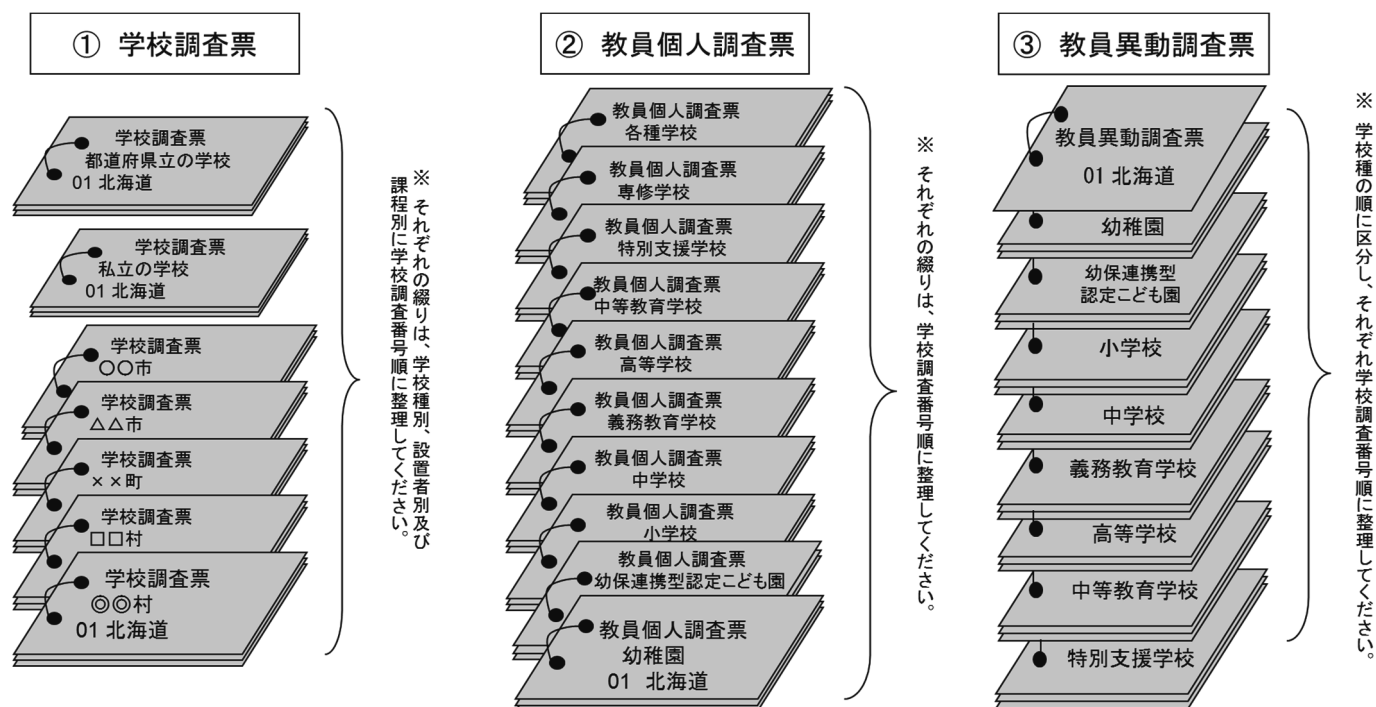 ① 学校調査票
学校調査票
都道府県立の学校
01 北海道
学校調査票
私立の学校
01 北海道
学校調査票
○○市
学校調査票
△△市
学校調査票
××町
学校調査票
□□村
学校調査票
◎◎村
01 北海道
※ それぞれの綴りは、学校種別、設置者別及び
課程別に学校調査番号順に整理してください。
② 教員個人調査票
教員個人調査票
各種学校
教員個人調査票
専修学校
教員個人調査票
特別支援学校
教員個人調査票
中等教育学校
教員個人調査票
高等学校
教員個人調査票
義務教育学校
教員個人調査票
中学校
教員個人調査票
小学校
教員個人調査票
幼保連携型認定こども園
教員個人調査票
幼稚園
01 北海道
※ それぞれの綴りは、学校調査番号順に整理してください。
③ 教員異動調査票
教員異動調査票
01 北海道
幼稚園
幼保連携型
認定こども園
小学校
中学校
義務教育学校
高等学校
中等教育学校
特別支援学校
※ 学校種の順に区分し、それぞれ学校調査番号順に整理してください。